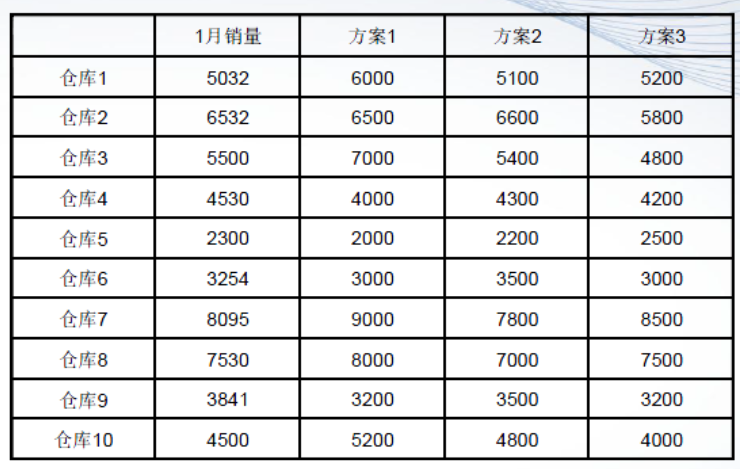 1月销量 方案1 方案2 方案3
仓库1 5032 6000 5100 5200
仓库2 6532 6500 6600 5800
仓库3 5500 7000 5400 4800
仓库4 4530 4000 4300 4200
仓库5 2300 2000 2200 2500
仓库6 3254 3000 3500 3000
仓库7 8095 9000 7800 8500
仓库8 7530 8000 7000 7500
仓库9 3841 3200 3500 3200
仓库10 4500 5200 4800 4000